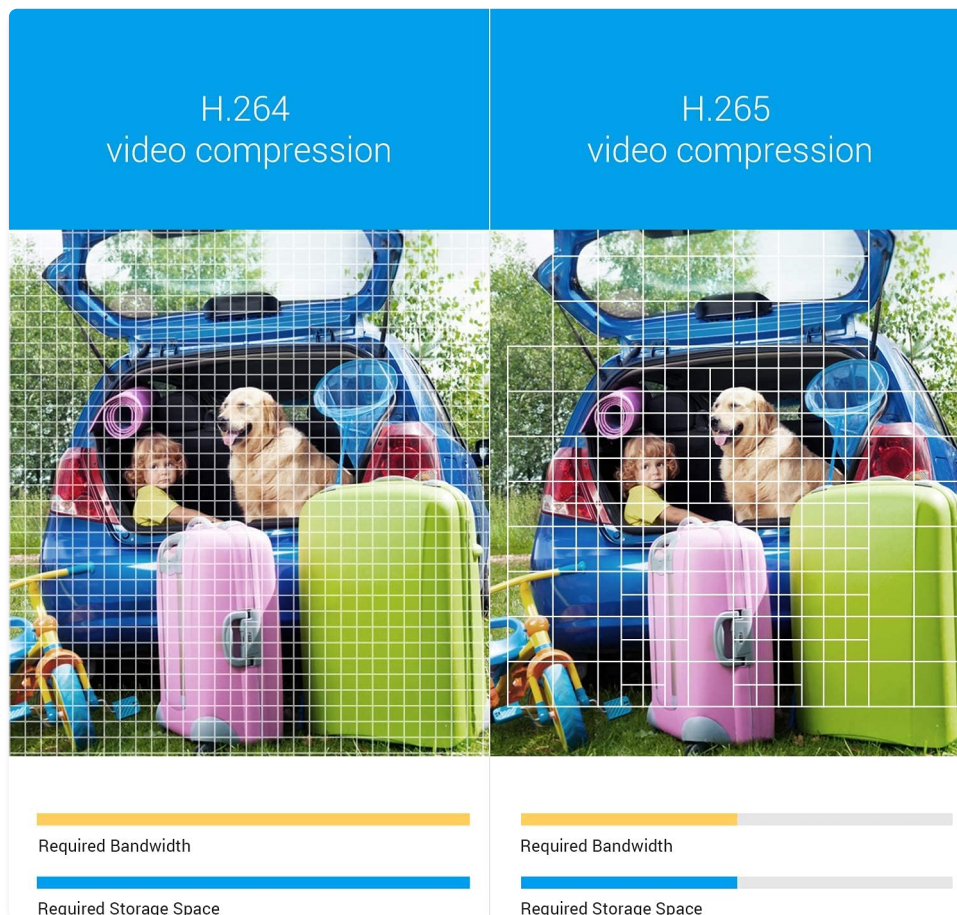 H.264
video compression
H.265
video compression
Required Bandwidth
Required Storage Space
Required Bandwidth
Required Storage Space